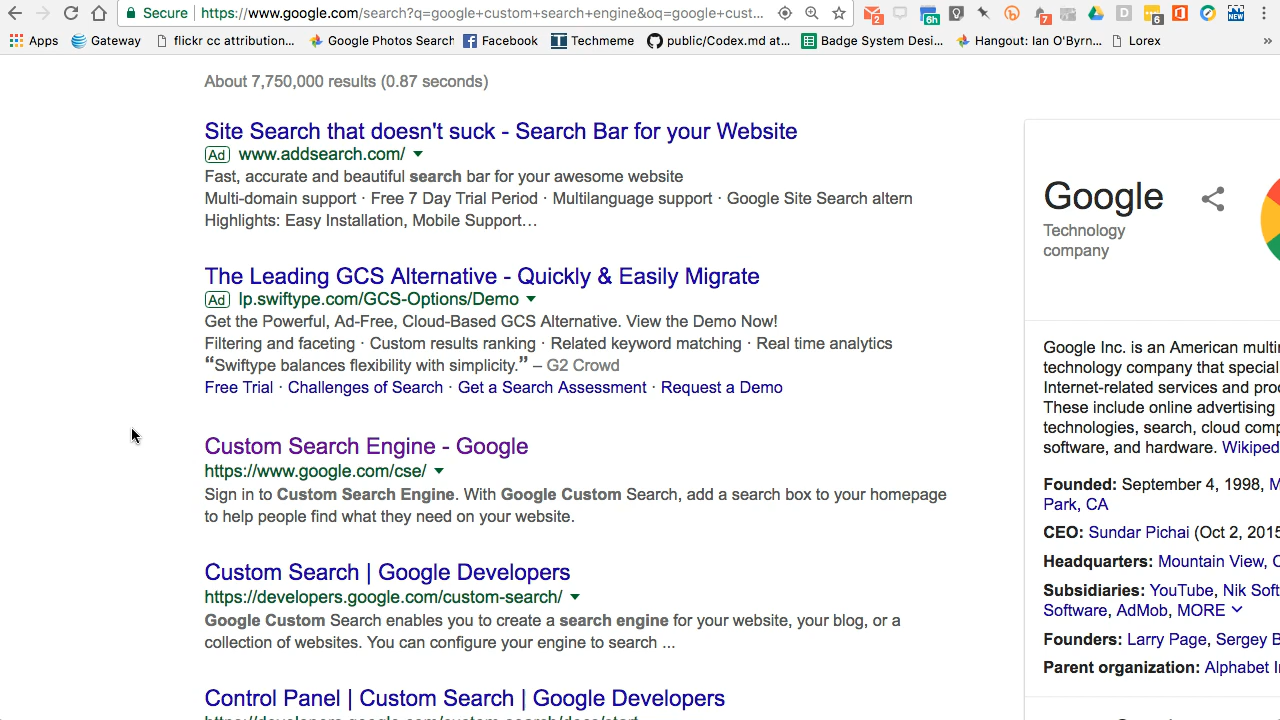 Secure https://www.google.com/search?q=google+custom+search+engine&oq=google+cust...
2
6h
7
D
6
NEW
Apps Gateway flickr cc attribution... Google Photos Search Facebook Techmeme public/Codex.md at... Badge System Desi... Hangout: Ian O'Byrn... Lorex »
About 7,750,000 results (0.87 seconds)
Site Search that doesn't suck - Search Bar for your Website
Ad www.addsearch.com/
Fast, accurate and beautiful search bar for your awesome website
Multi-domain support · Free 7 Day Trial Period · Multilanguage support · Google Site Search altern
Highlights: Easy Installation, Mobile Support...
The Leading GCS Alternative - Quickly & Easily Migrate
Ad lp.swiftype.com/GCS-Options/Demo
Get the Powerful, Ad-Free, Cloud-Based GCS Alternative. View the Demo Now!
Filtering and faceting · Custom results ranking · Related keyword matching · Real time analytics
“Swiftype balances flexibility with simplicity.” – G2 Crowd
Free Trial · Challenges of Search · Get a Search Assessment · Request a Demo
Custom Search Engine - Google
https://www.google.com/cse/
Sign in to Custom Search Engine. With Google Custom Search, add a search box to your homepage
to help people find what they need on your website.
Custom Search | Google Developers
https://developers.google.com/custom-search/
Google Custom Search enables you to create a search engine for your website, your blog, or a
collection of websites. You can configure your engine to search ...
Control Panel | Custom Search | Google Developers
https://developers.google.com/custom-search/docs/start
Google
Technology
company
Google Inc. is an American multi
technology company that special
Internet-related services and pro
These include online advertising
technologies, search, cloud comp
software, and hardware. Wikiped
Founded: September 4, 1998, M
Park, CA
CEO: Sundar Pichai (Oct 2, 2015
Headquarters: Mountain View, C
Subsidiaries: YouTube, Nik Soft
Software, AdMob, MORE
Founders: Larry Page, Sergey B
Parent organization: Alphabet I